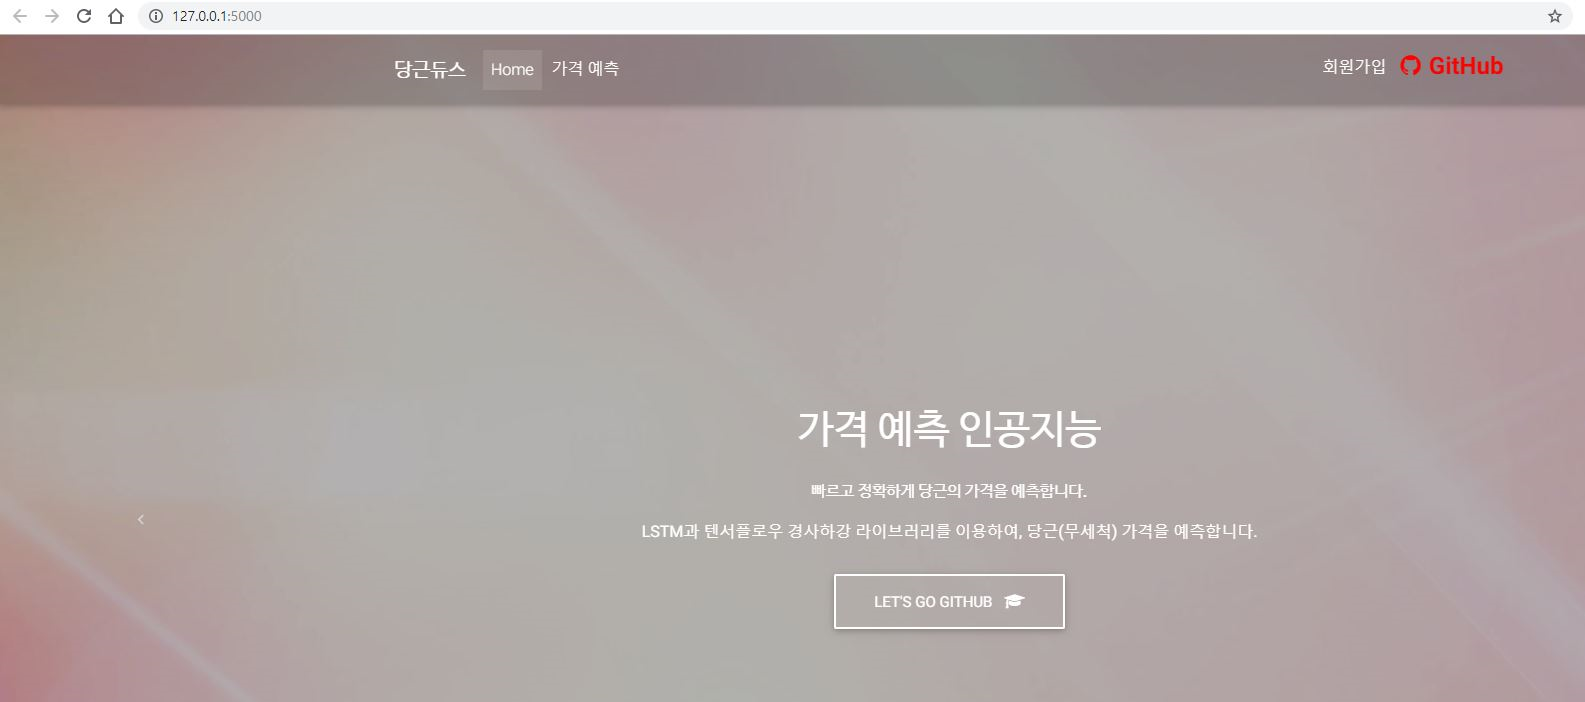 127.0.0.1:5000
당근듀스 Home 가격 예측 회원가입 GitHub
가격 예측 인공지능
빠르고 정확하게 당근의 가격을 예측합니다.
LSTM과 텐서플로우 경사하강 라이브러리를 이용하여, 당근(무세척) 가격을 예측합니다.
LET'S GO GITHUB